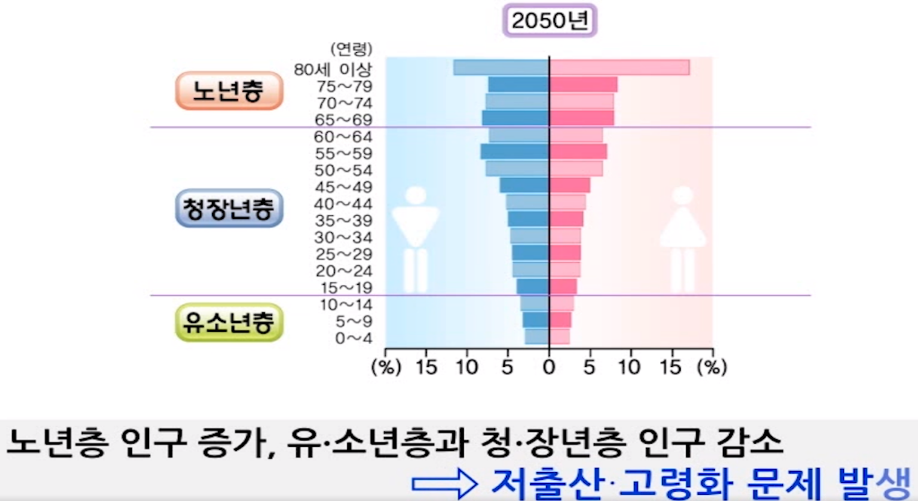 2050년
(연령)
80세 이상
75~79
70~74
65~69
60~64
55~59
50~54
45~49
40~44
35~39
30~34
25~29
20~24
15~19
10~14
5~9
0~4
노년층
청장년층
유소년층
(%) 15 10 5 0 5 10 15 (%)
노년층 인구 증가, 유·소년층과 청·장년층 인구 감소
저출산·고령화 문제 발생